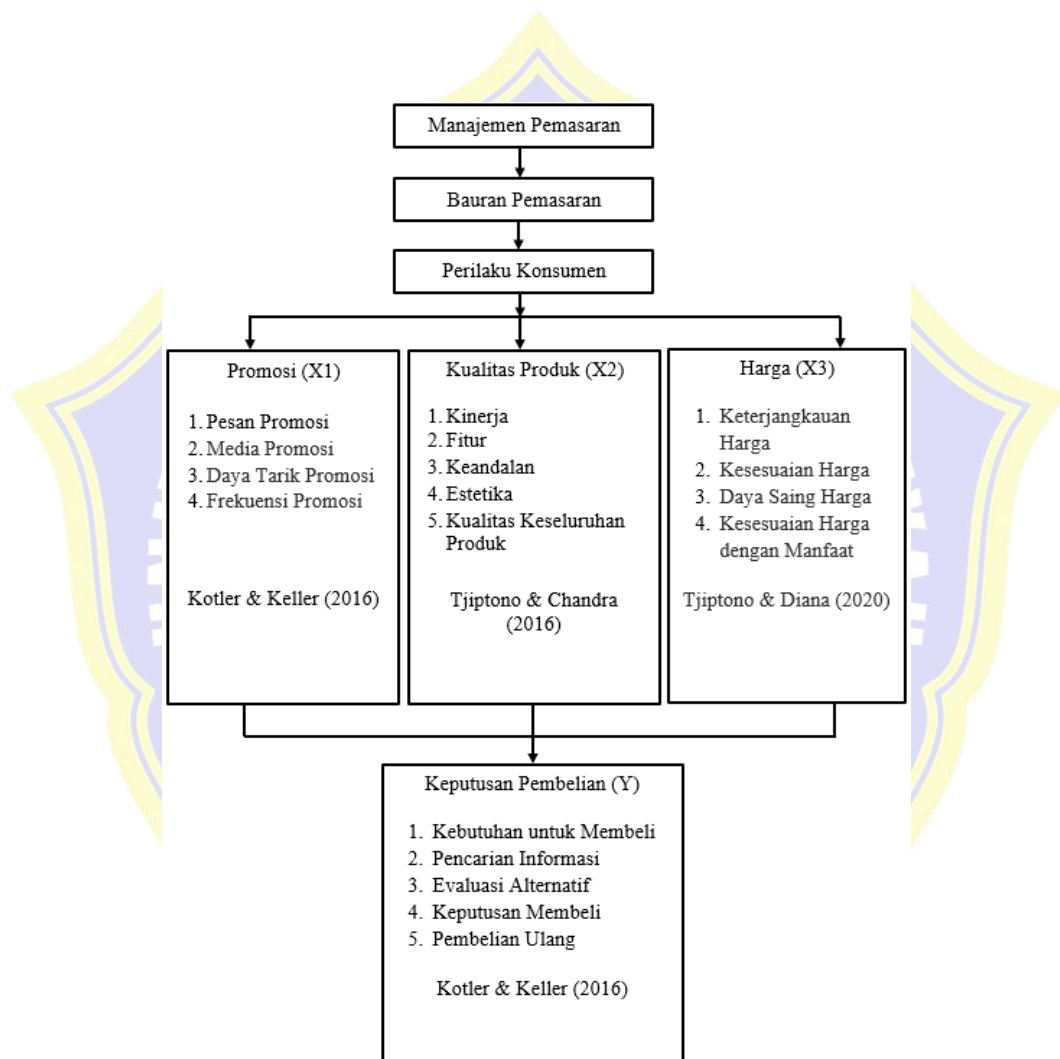 Manajemen Pemasaran
Bauran Pemasaran
Perilaku Konsumen
Promosi (X1)
1. Pesan Promosi
2. Media Promosi
3. Daya Tarik Promosi
4. Frekuensi Promosi
Kotler & Keller (2016)
Kualitas Produk (X2)
1. Kinerja
2. Fitur
3. Keandalan
4. Estetika
5. Kualitas Keseluruhan
Produk
Tjiptono & Chandra
(2016)
Harga (X3)
1. Keterjangkauan
Harga
2. Kesesuaian Harga
3. Daya Saing Harga
4. Kesesuaian Harga
dengan Manfaat
Tjiptono & Diana (2020)
Keputusan Pembelian (Y)
1. Kebutuhan untuk Membeli
2. Pencarian Informasi
3. Evaluasi Alternatif
4. Keputusan Membeli
5. Pembelian Ulang
Kotler & Keller (2016)